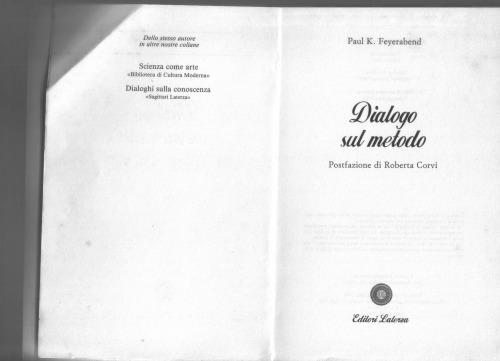 Dello stesso autore
in altre nostre collane
Scienza come arte
«Biblioteca di Cultura Moderna»
Dialoghi sulla conoscenza
«Sagittari Laterza»
Paul K. Feyerabend
Dialogo
sul metodo
Postfazione di Roberta Corvi
Editori Laterza